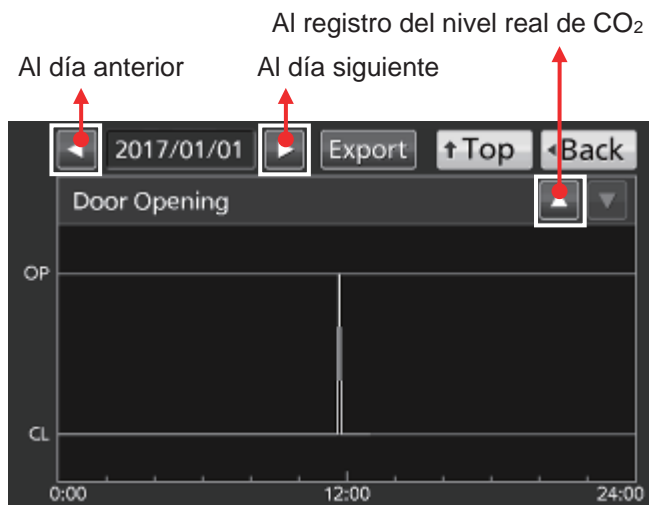 Al registro del nivel real de CO₂
Al día anterior Al día siguiente
◀ 2017/01/01 ▶ Export ↑Top ◂Back
Door Opening ▲ ▼
OP
CL
0:00 12:00 24:00